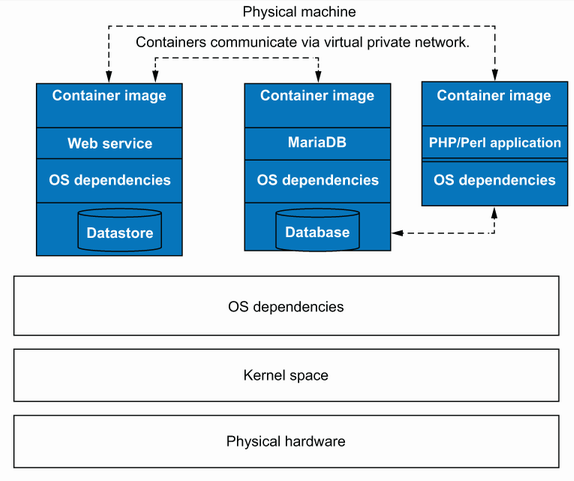 Physical machine
Containers communicate via virtual private network.
Container image
Web service
OS dependencies
Datastore
Container image
MariaDB
OS dependencies
Database
Container image
PHP/Perl application
OS dependencies
OS dependencies
Kernel space
Physical hardware